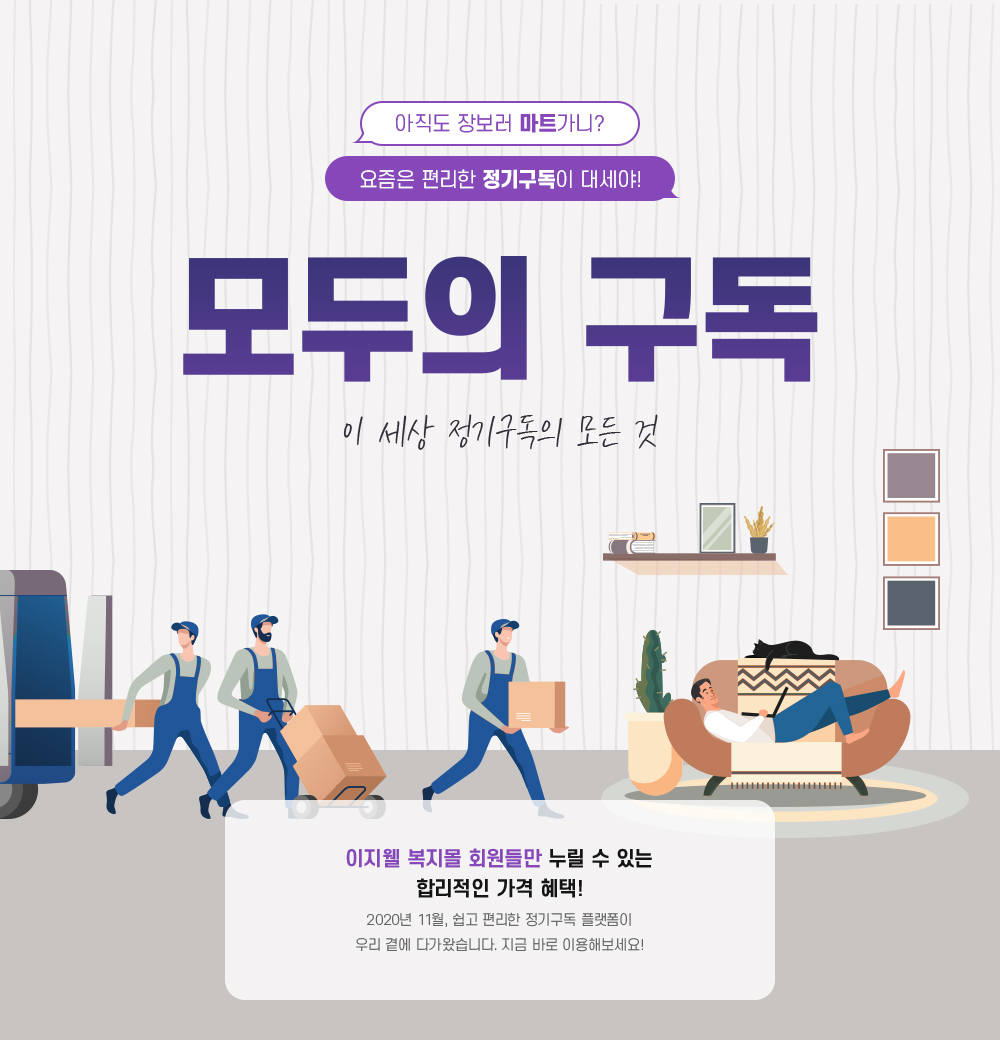 아직도 장보러 마트가니?
요즘은 편리한 정기구독이 대세야!
모두의 구독
이 세상 정기구독의 모든 것
이지웰 복지몰 회원들만 누릴 수 있는
합리적인 가격 혜택!
2020년 11월, 쉽고 편리한 정기구독 플랫폼이
우리 곁에 다가왔습니다. 지금 바로 이용해보세요!